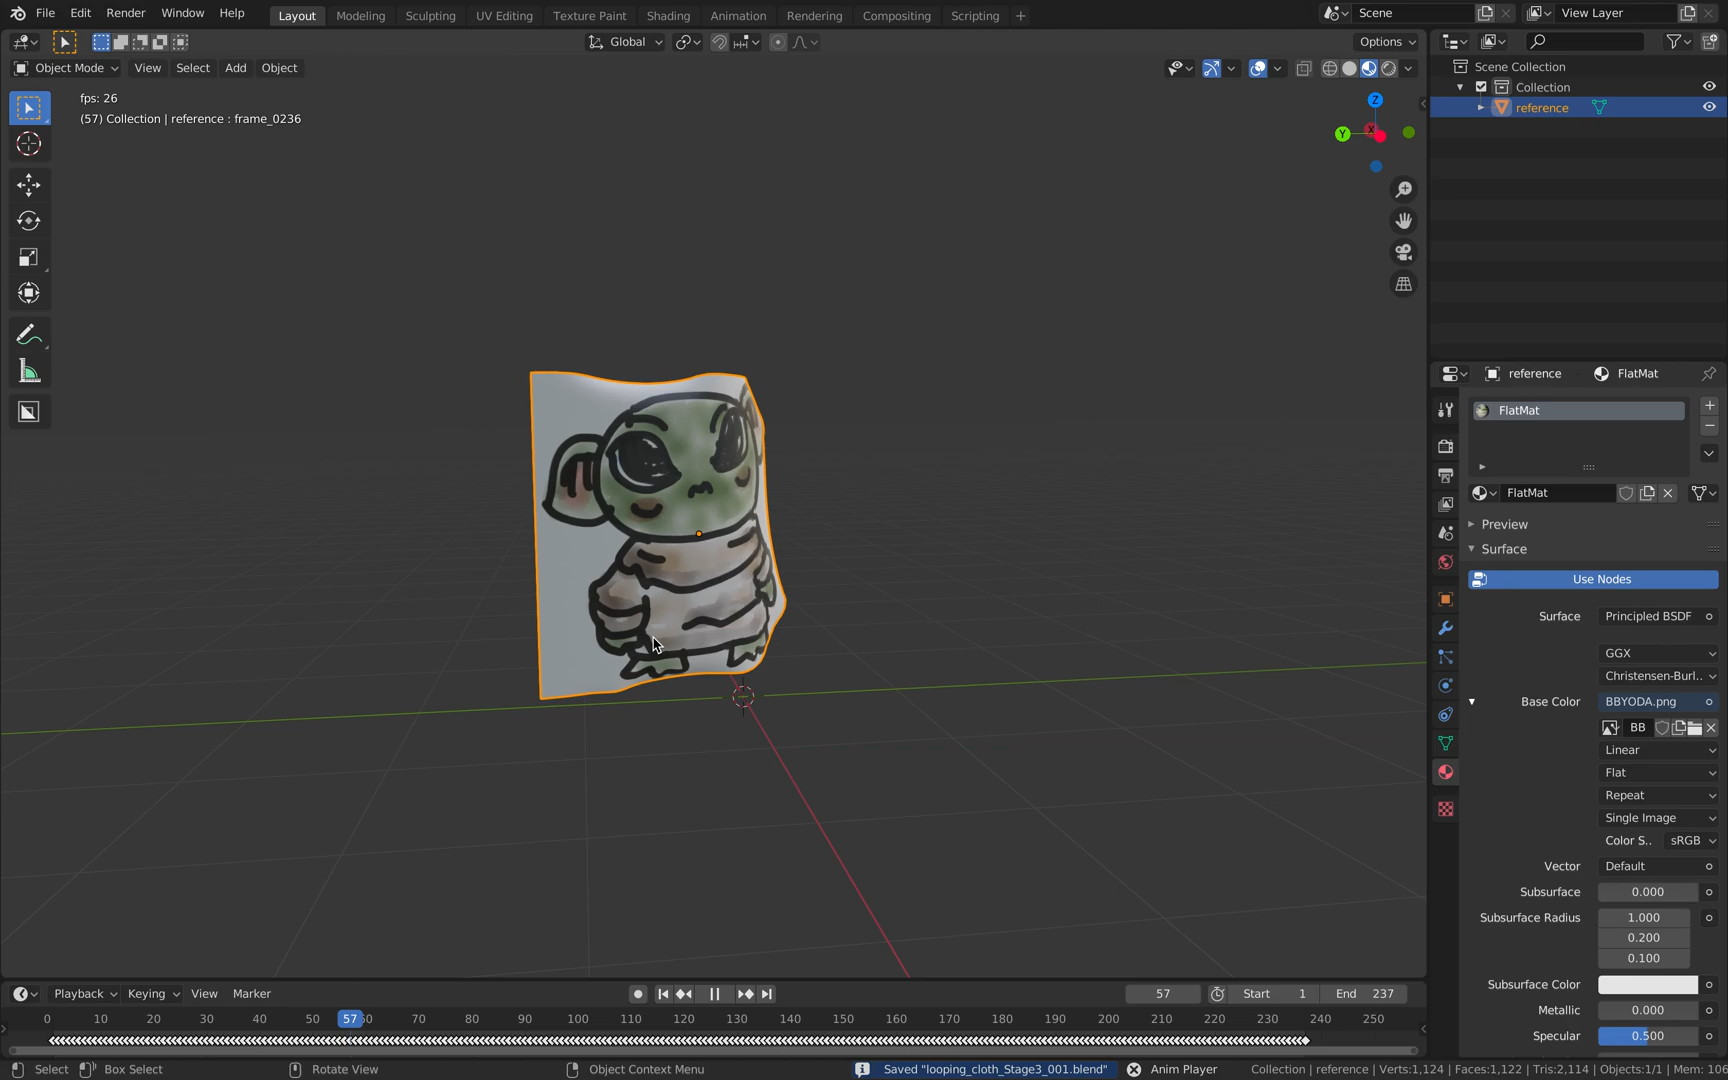 File Edit Render Window Help Layout Modeling Sculpting UV Editing Texture Paint Shading Animation Rendering Compositing Scripting + Scene View Layer
Global Options
Object Mode View Select Add Object
fps: 26
(57) Collection | reference : frame_0236
Z
Y
X
Scene Collection
Collection
reference
reference FlatMat
FlatMat
FlatMat
Preview
Surface
Use Nodes
Surface Principled BSDF
GGX
Christensen-Burl..
Base Color BBYODA.png
BB
Linear
Flat
Repeat
Single Image
Color S.. sRGB
Vector Default
Subsurface 0.000
Subsurface Radius 1.000
0.200
0.100
Subsurface Color
Metallic 0.000
Specular 0.500
Playback Keying View Marker 57 Start 1 End 237
0 10 20 30 40 50 57 100 110 120 130 140 150 160 170 180 190 200 210 220 230 240 250
70 80 90
Select Box Select Rotate View Object Context Menu Saved "looping_cloth_Stage3_001.blend" Anim Player Collection | reference | Verts:1,124 | Faces:1,122 | Tris:2,114 | Objects:1/1 | Mem: 106